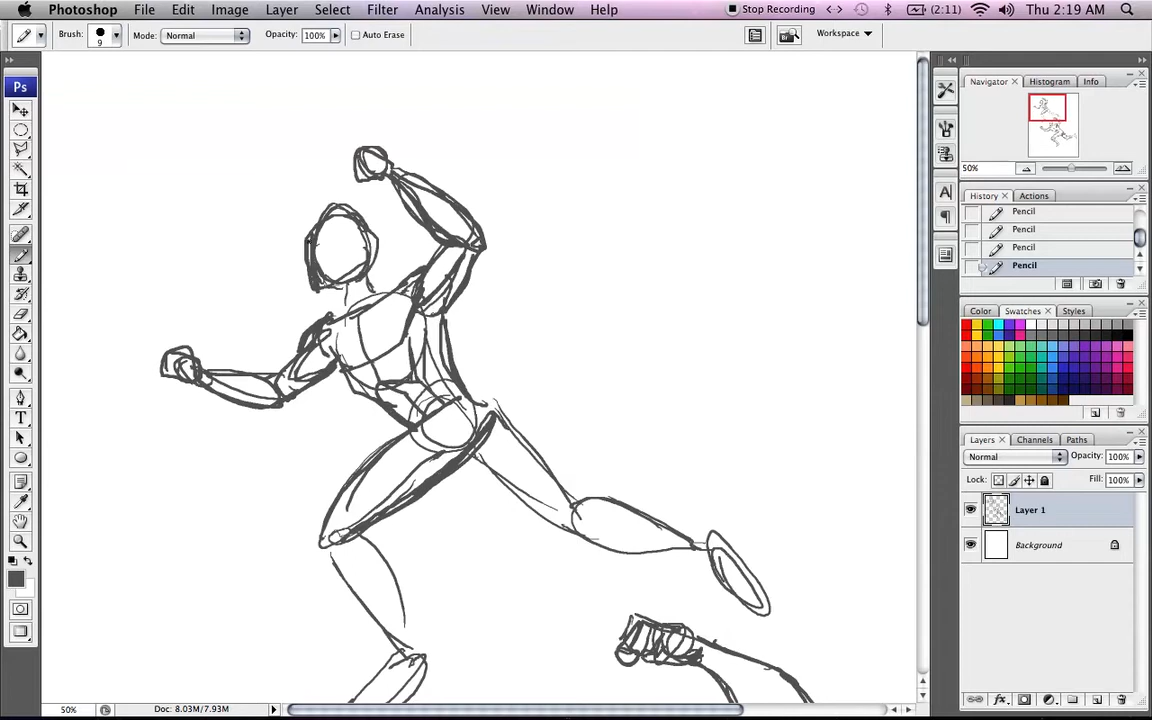 Photoshop File Edit Image Layer Select Filter Analysis View Window Help Stop Recording (2:11) Thu 2:19 AM
Brush: 9 Mode: Normal Opacity: 100% Auto Erase Workspace
Ps
Navigator Histogram Info
50%
History Actions
Pencil
Pencil
Pencil
Pencil
Color Swatches Styles
Layers Channels Paths
Normal Opacity: 100%
Lock: Fill: 100%
Layer 1
Background
50% Doc: 8.03M/7.93M